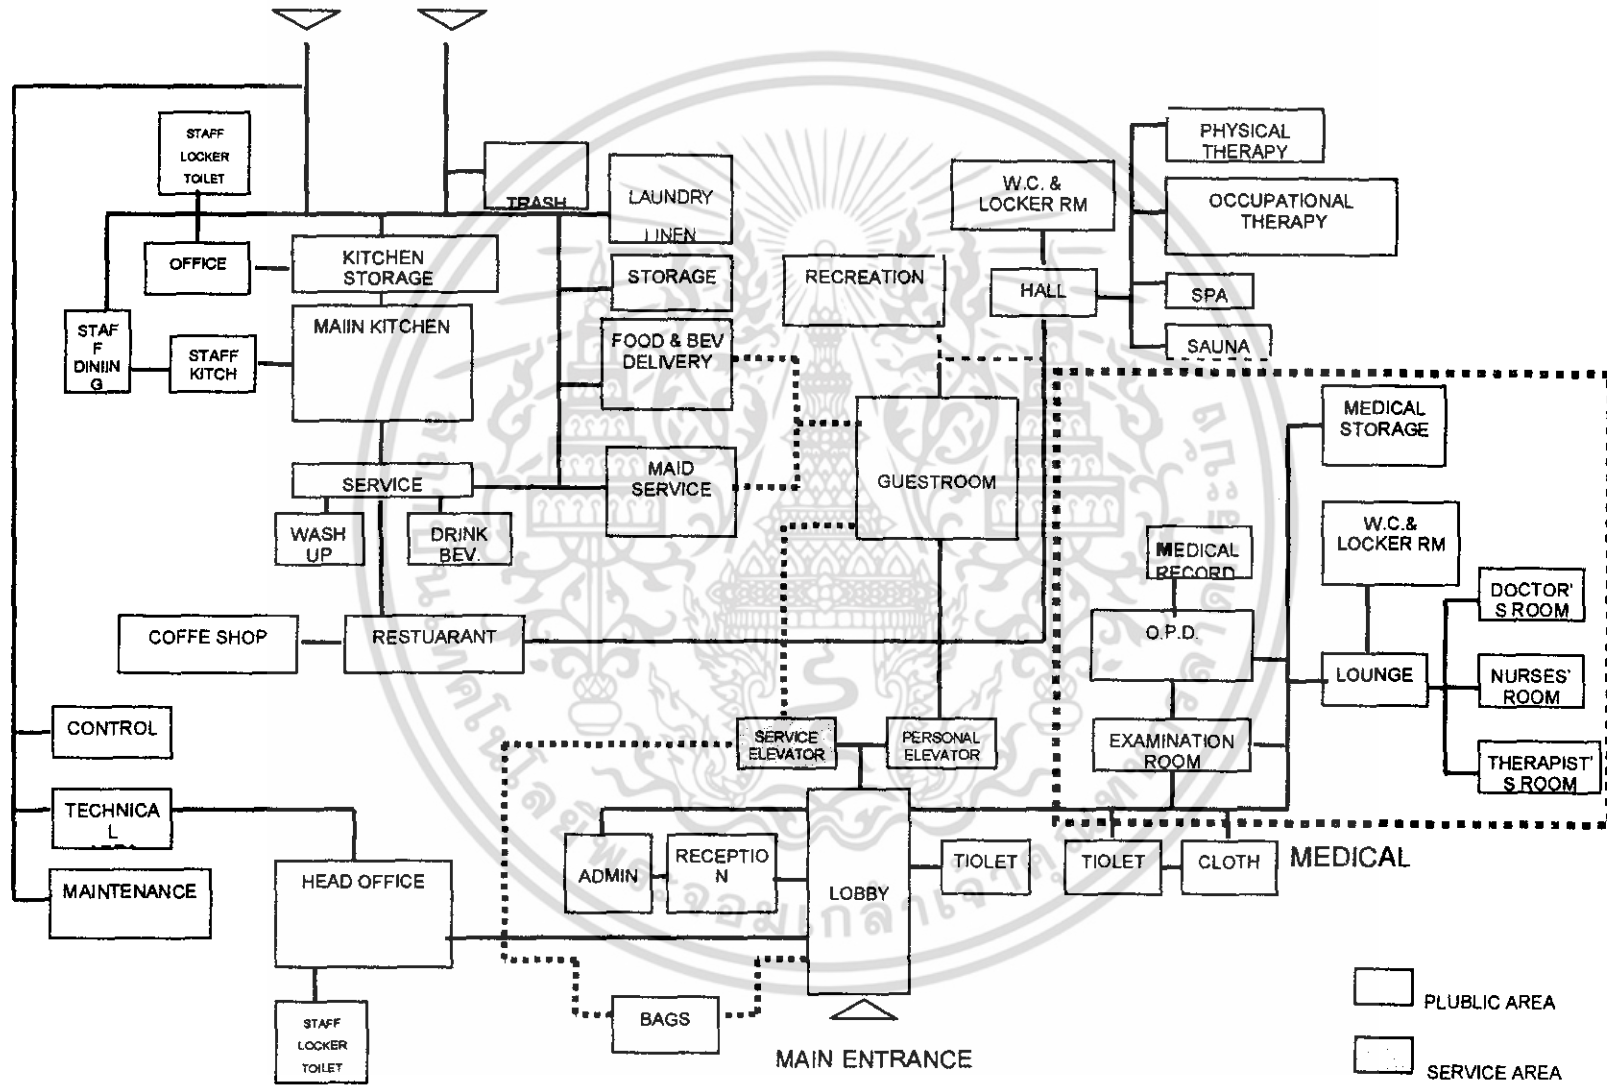 STAFF
LOCKER
TOILET
TRASH
LAUNDRY
LINEN
W.C. &
LOCKER RM
PHYSICAL
THERAPY
OCCUPATIONAL
THERAPY
OFFICE
KITCHEN
STORAGE
STORAGE
RECREATION
HALL
SPA
SAUNA
STAF
F
DINIIN
G
STAFF
KITCH
MAIIN KITCHEN
FOOD & BEV
DELIVERY
MEDICAL
STORAGE
GUESTROOM
MAID
SERVICE
SERVICE
WASH
UP
DRINK
BEV.
W.C.&
LOCKER RM
MEDICAL
RECORD
DOCTOR'
S ROOM
COFFE SHOP
RESTUARANT
O.P.D.
LOUNGE
NURSES'
ROOM
CONTROL
SERVICE
ELEVATOR
PERSONAL
ELEVATOR
EXAMINATION
ROOM
THERAPIST'
S ROOM
TECHNICA
L
MAINTENANCE
HEAD OFFICE
ADMIN
RECEPTIO
N
LOBBY
TIOLET
TIOLET
CLOTH
MEDICAL
STAFF
LOCKER
TOILET
BAGS
MAIN ENTRANCE
PLUBLIC AREA
SERVICE AREA